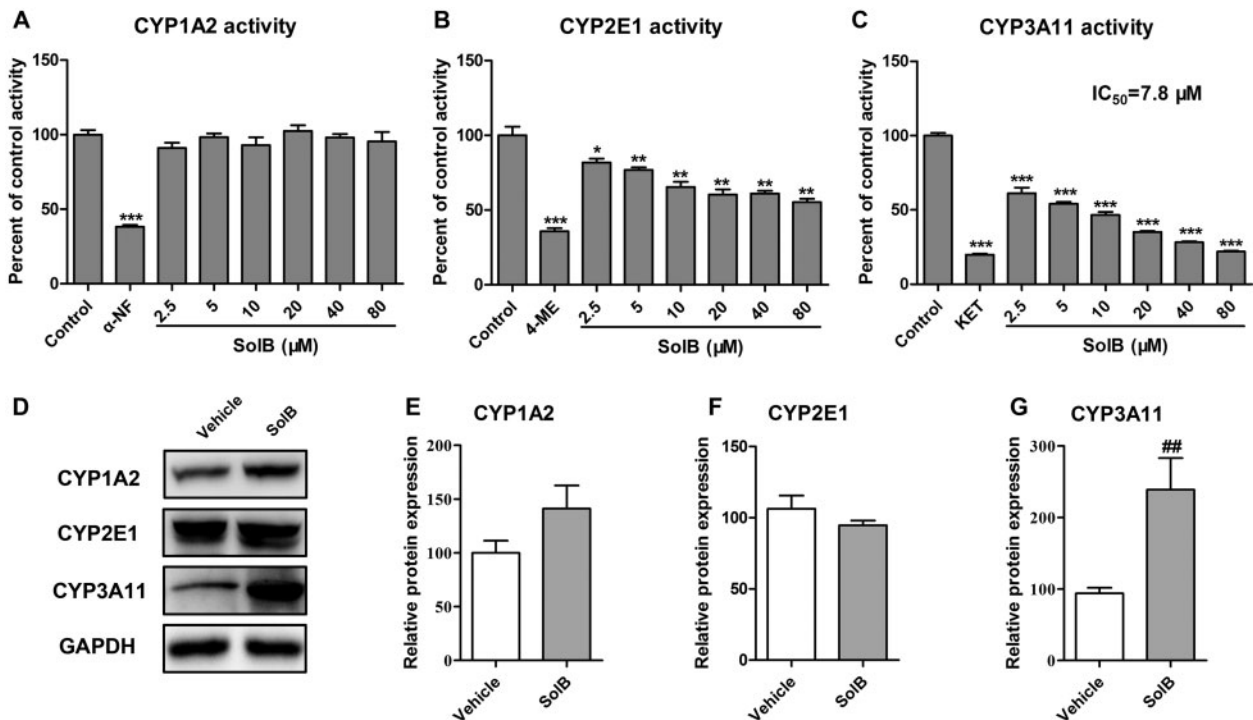 A
CYP1A2 activity
Percent of control activity
150
100
50
0
***
Control
α-NF
2.5
5
10
20
40
80
SolB (μM)
B
CYP2E1 activity
Percent of control activity
150
100
50
0
***
*
**
**
**
**
**
Control
4-ME
2.5
5
10
20
40
80
SolB (μM)
C
CYP3A11 activity
IC50=7.8 μM
Percent of control activity
150
100
50
0
***
***
***
***
***
***
***
Control
KET
2.5
5
10
20
40
80
SolB (μM)
D
Vehicle
SolB
CYP1A2
CYP2E1
CYP3A11
GAPDH
E
CYP1A2
Relative protein expression
200
150
100
50
0
Vehicle
SolB
F
CYP2E1
Relative protein expression
150
100
50
0
Vehicle
SolB
G
CYP3A11
Relative protein expression
300
200
100
0
##
Vehicle
SolB